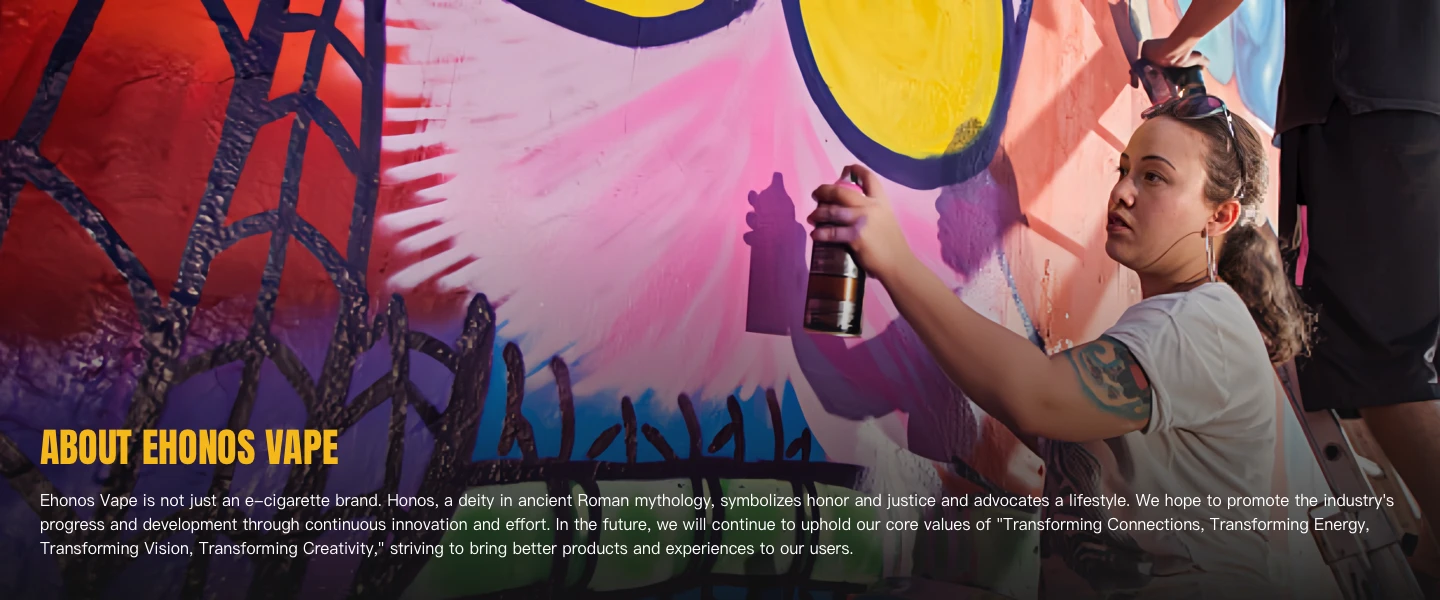 ABOUT EHONOS VAPE
Ehonos Vape is not just an e-cigarette brand. Honos, a deity in ancient Roman mythology, symbolizes honor and justice and advocates a lifestyle. We hope to promote the industry's
progress and development through continuous innovation and effort. In the future, we will continue to uphold our core values of "Transforming Connections, Transforming Energy,
Transforming Vision, Transforming Creativity," striving to bring better products and experiences to our users.